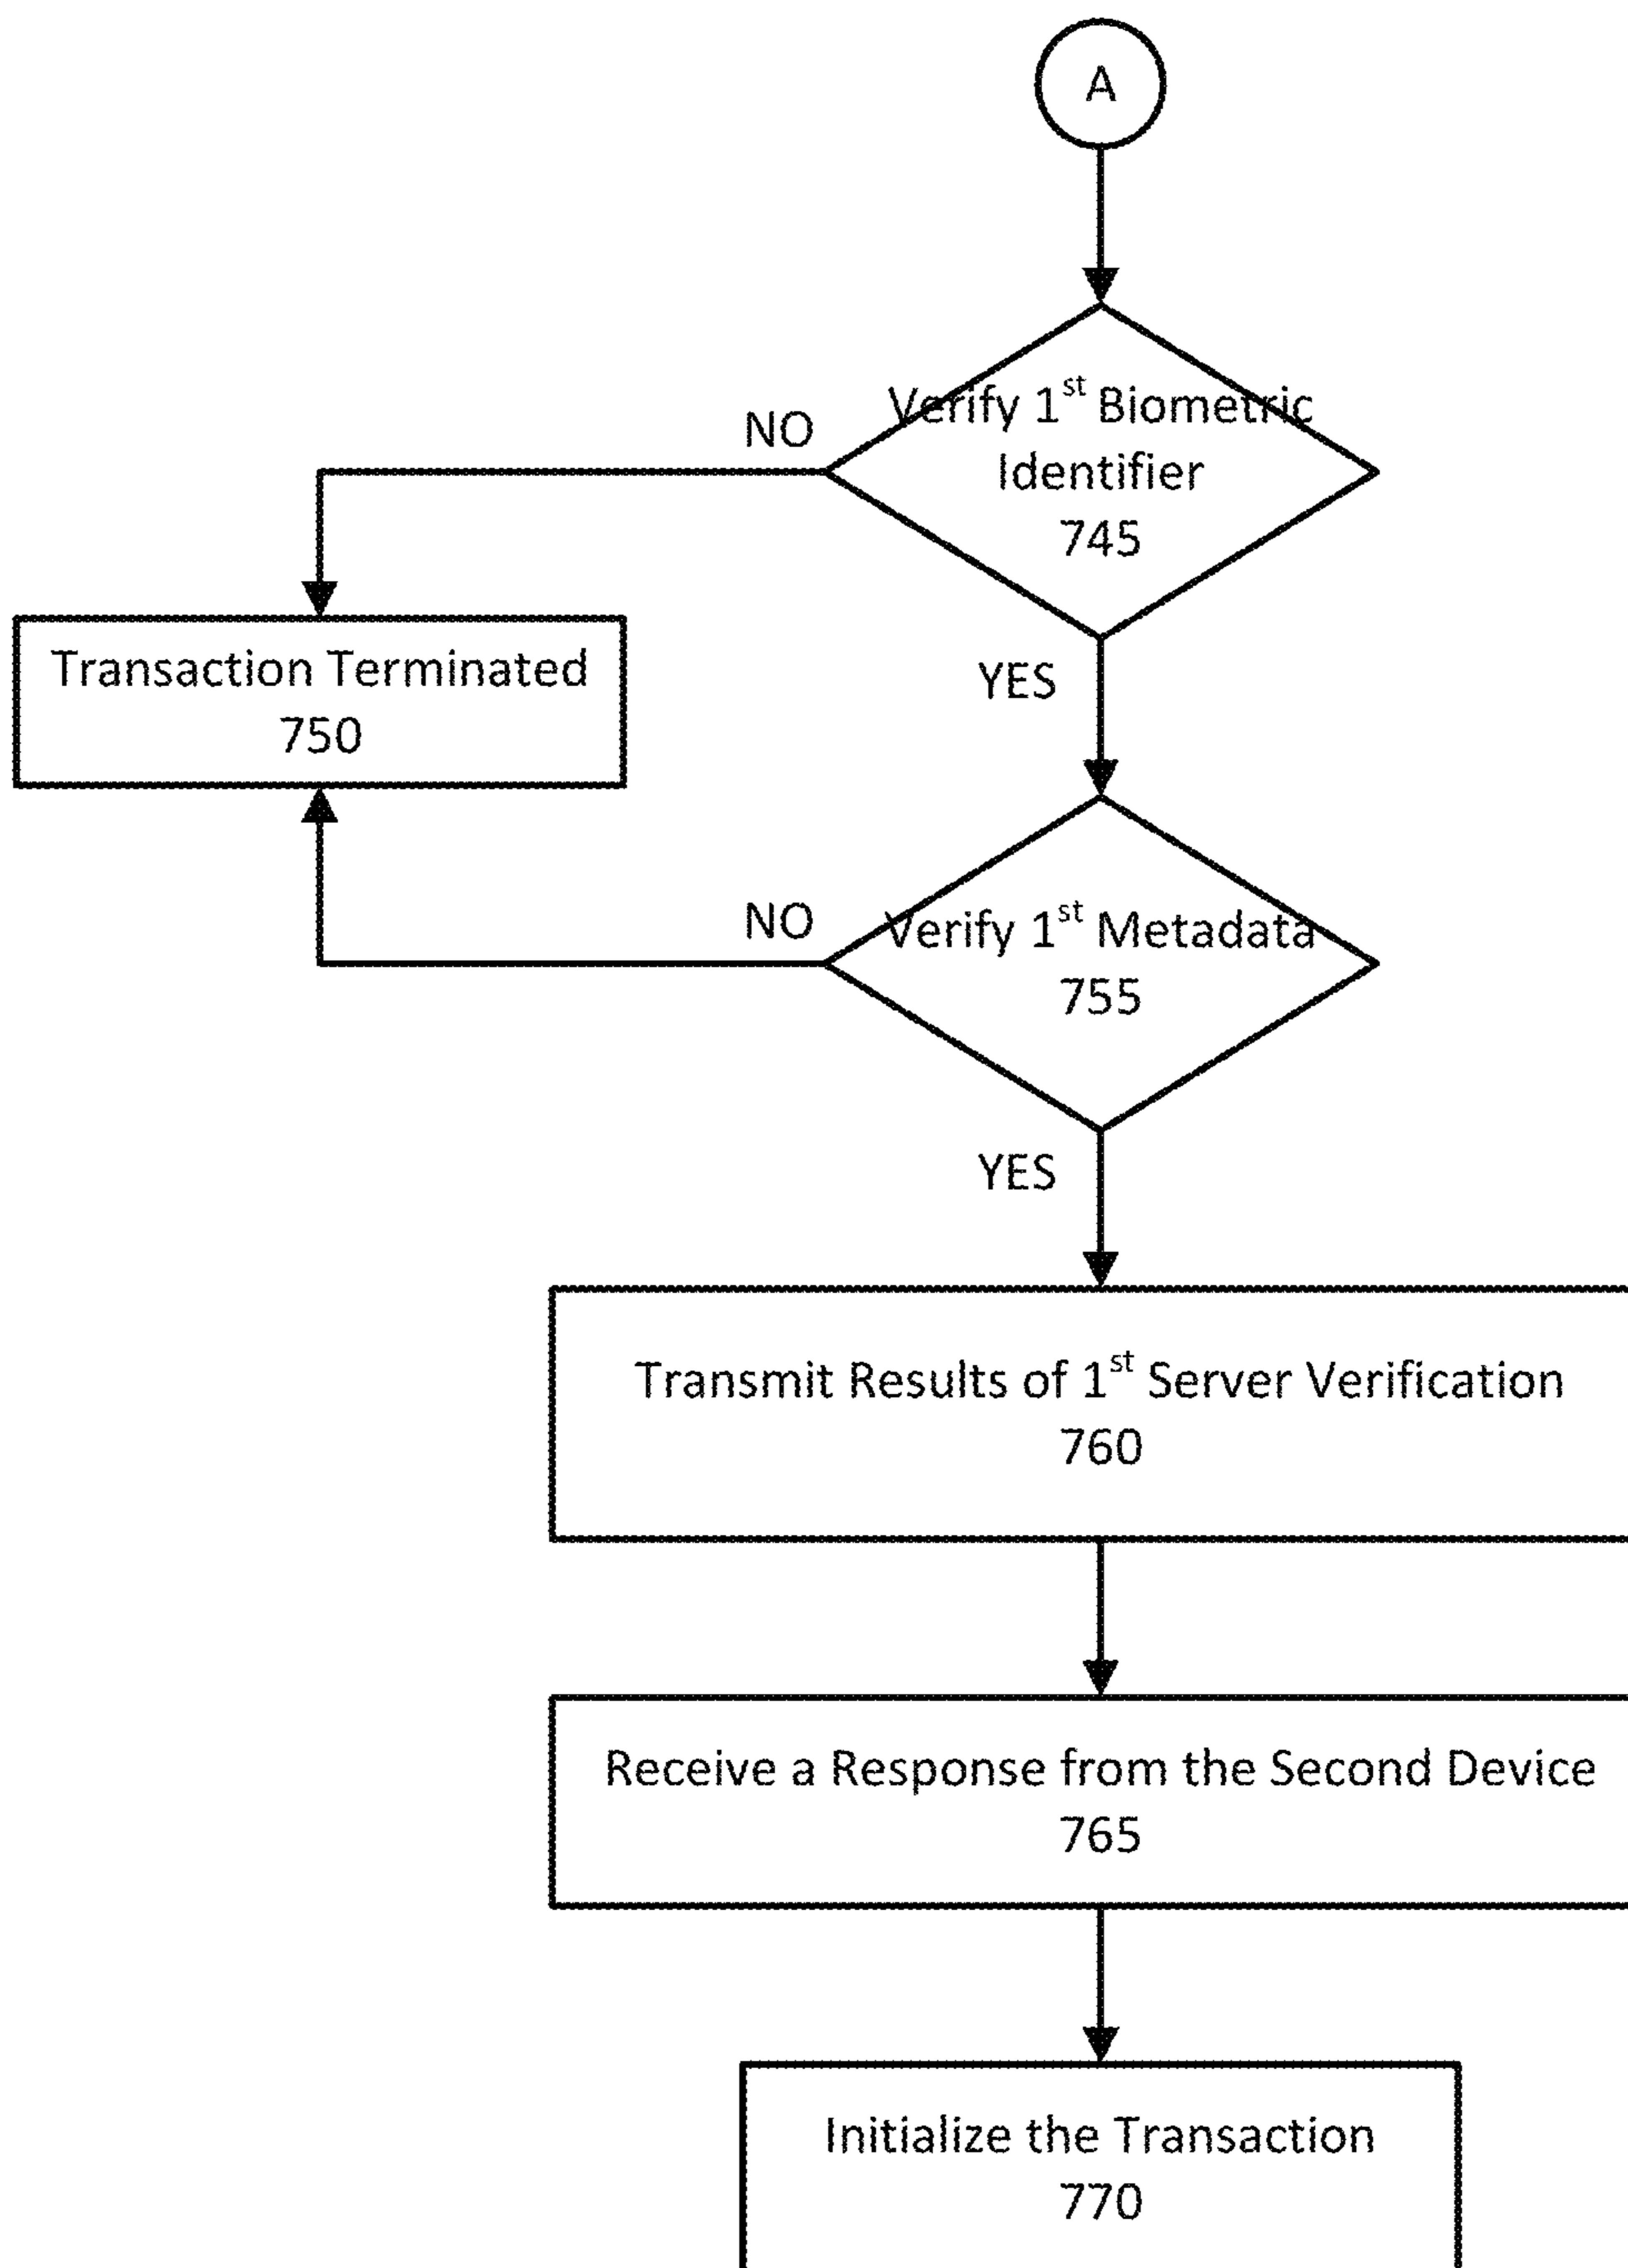 A
Verify 1st Biometric
Identifier
745
NO
YES
Transaction Terminated
750
Verify 1st Metadata
755
NO
YES
Transmit Results of 1st Server Verification
760
Receive a Response from the Second Device
765
Initialize the Transaction
770